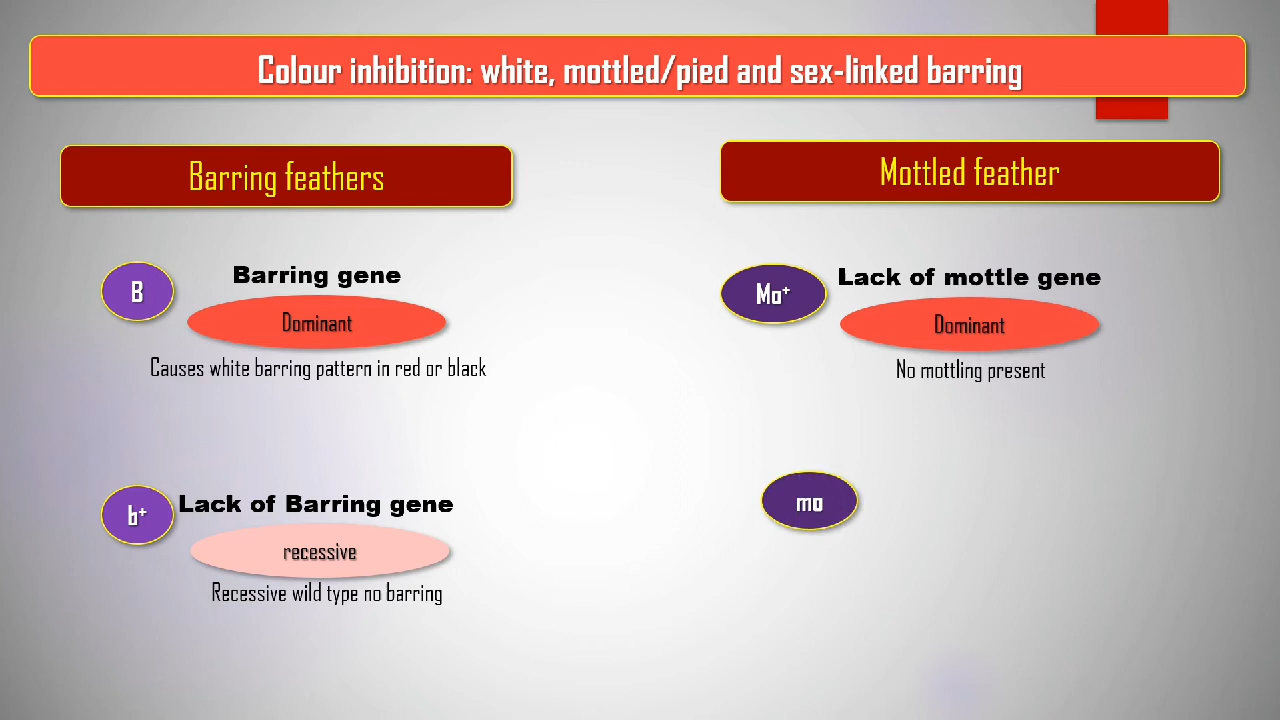 Colour inhibition: white, mottled/pied and sex-linked barring
Barring feathers
B
Barring gene
Dominant
Causes white barring pattern in red or black
b⁺
Lack of Barring gene
recessive
Recessive wild type no barring
Mottled feather
Mo⁺
Lack of mottle gene
Dominant
No mottling present
mo